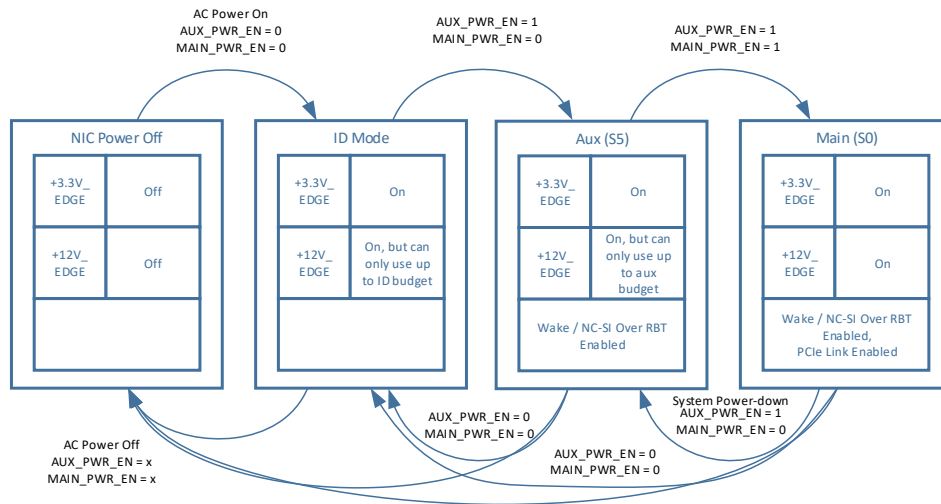 AC Power On
AUX_PWR_EN = 0
MAIN_PWR_EN = 0
AUX_PWR_EN = 1
MAIN_PWR_EN = 0
AUX_PWR_EN = 1
MAIN_PWR_EN = 1
NIC Power Off
+3.3V_
EDGE
Off
+12V_
EDGE
Off
ID Mode
+3.3V_
EDGE
On
+12V_
EDGE
On, but can
only use up
to ID budget
Aux (S5)
+3.3V_
EDGE
On
+12V_
EDGE
On, but can
only use up
to aux
budget
Wake / NC-SI Over RBT
Enabled
Main (S0)
+3.3V_
EDGE
On
+12V_
EDGE
On
Wake / NC-SI Over RBT
Enabled,
PCIe Link Enabled
AC Power Off
AUX_PWR_EN = x
MAIN_PWR_EN = x
AUX_PWR_EN = 0
MAIN_PWR_EN = 0
System Power-down
AUX_PWR_EN = 1
MAIN_PWR_EN = 0
AUX_PWR_EN = 0
MAIN_PWR_EN = 0